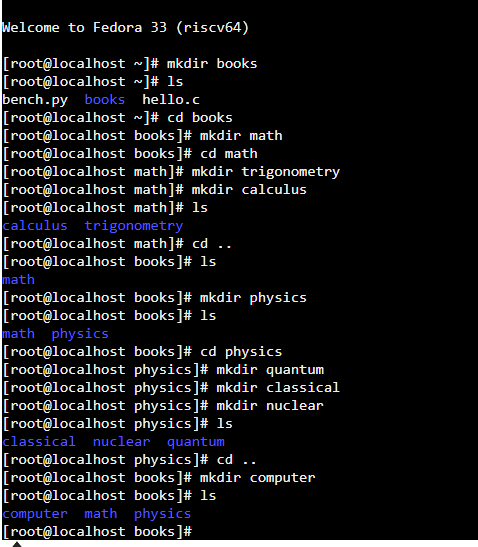 Welcome to Fedora 33 (riscv64)
[root@localhost ~]# mkdir books
[root@localhost ~]# ls
bench.py  books  hello.c
[root@localhost ~]# cd books
[root@localhost books]# mkdir math
[root@localhost books]# cd math
[root@localhost math]# mkdir trigonometry
[root@localhost math]# mkdir calculus
[root@localhost math]# ls
calculus  trigonometry
[root@localhost math]# cd ..
[root@localhost books]# ls
math
[root@localhost books]# mkdir physics
[root@localhost books]# ls
math  physics
[root@localhost books]# cd physics
[root@localhost physics]# mkdir quantum
[root@localhost physics]# mkdir classical
[root@localhost physics]# mkdir nuclear
[root@localhost physics]# ls
classical  nuclear  quantum
[root@localhost physics]# cd ..
[root@localhost books]# mkdir computer
[root@localhost books]# ls
computer  math  physics
[root@localhost books]#